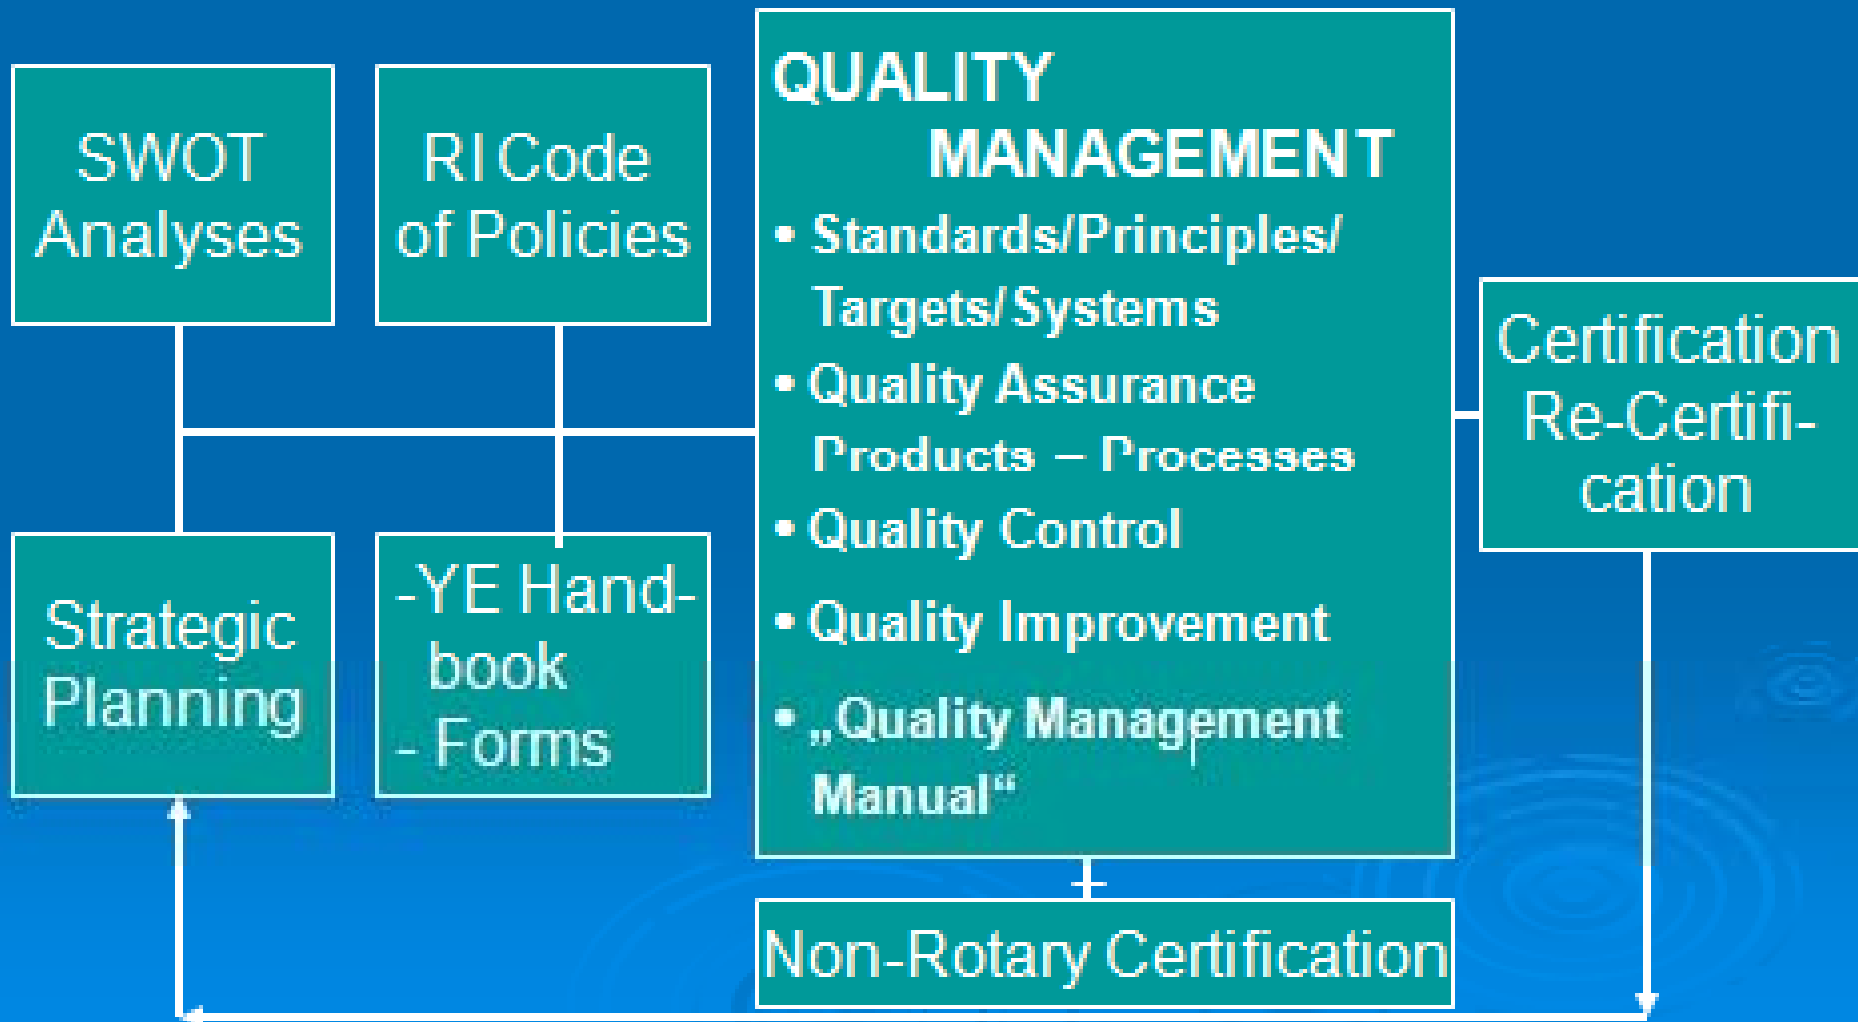 SWOT
Analyses
RI Code
of Policies
QUALITY
MANAGEMENT
• Standards/Principles/
Targets/Systems
• Quality Assurance
Products – Processes
• Quality Control
• Quality Improvement
• „Quality Management
Manual“
Certification
Re-Certifi-
cation
Strategic
Planning
-YE Hand-
book
- Forms
Non-Rotary Certification